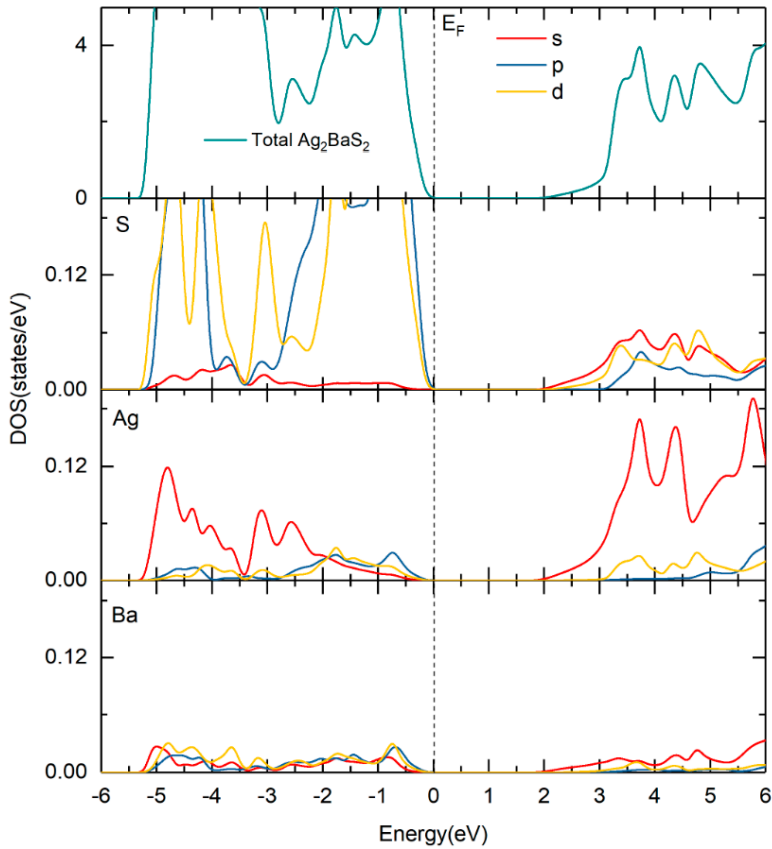 E_F
s
p
d
4
Total Ag₂BaS₂
0
S
0.12
0.00
DOS(states/eV)
Ag
0.12
0.00
Ba
0.12
0.00
-6 -5 -4 -3 -2 -1 0 1 2 3 4 5 6
Energy(eV)